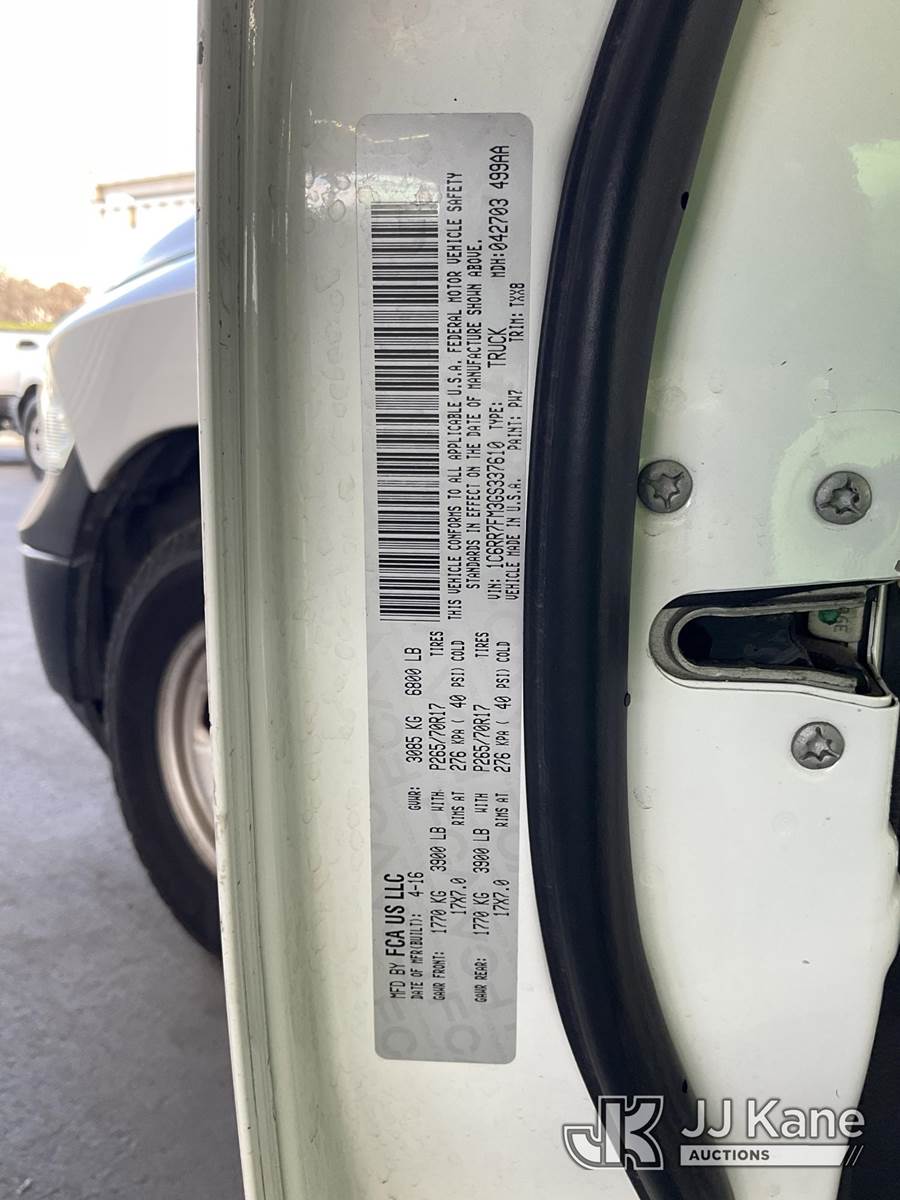 MFD BY FCA US LLC
DATE OF MFR(BUILT): 4-16 GVWR: 3085 KG 6800 LB
GAWR FRONT: 1770 KG 3900 LB WITH P265/70R17 TIRES
17X7.0 RIMS AT 276 KPA ( 40 PSI) COLD
GAWR REAR: 1770 KG 3900 LB WITH P265/70R17 TIRES
17X7.0 RIMS AT 276 KPA ( 40 PSI) COLD
THIS VEHICLE CONFORMS TO ALL APPLICABLE U.S.A. FEDERAL MOTOR VEHICLE SAFETY
STANDARDS IN EFFECT ON THE DATE OF MANUFACTURE SHOWN ABOVE.
VIN: 1C6RR7FM3GS337610 TYPE: TRUCK MDH:042703 499AA
VEHICLE MADE IN U.S.A. PAINT: PW7 TRIM: TXX8
JK JJ Kane
AUCTIONS